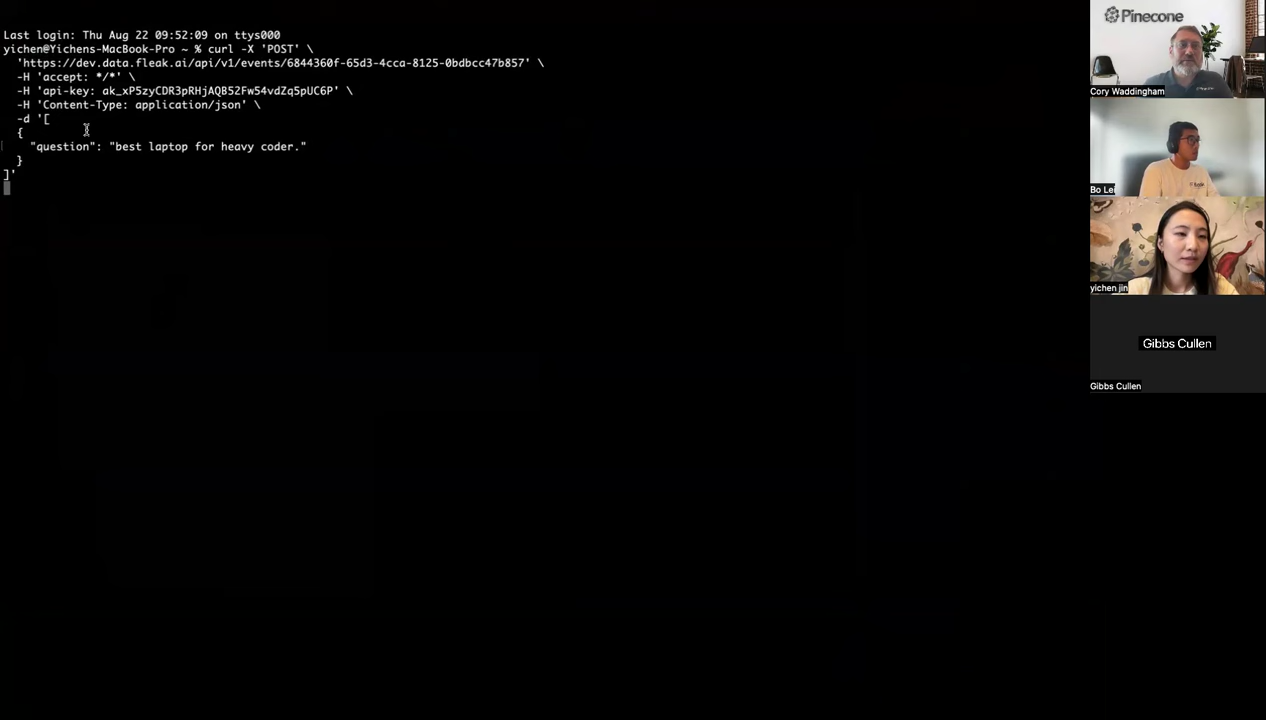 Last login: Thu Aug 22 09:52:09 on ttys000
yichen@Yichens-MacBook-Pro ~ % curl -X 'POST' \
'https://dev.data.fleak.ai/api/v1/events/6844360f-65d3-4cca-8125-0bdbcc47b857' \
-H 'accept: */*' \
-H 'api-key: ak_xP5zyCDR3pRHjAQB52Fw54vdZq5pUC6P' \
-H 'Content-Type: application/json' \
-d '[
{
"question": "best laptop for heavy coder."
}
]'
Pinecone
Cory Waddingham
Bo Lei
yichen jin
Gibbs Cullen
Gibbs Cullen